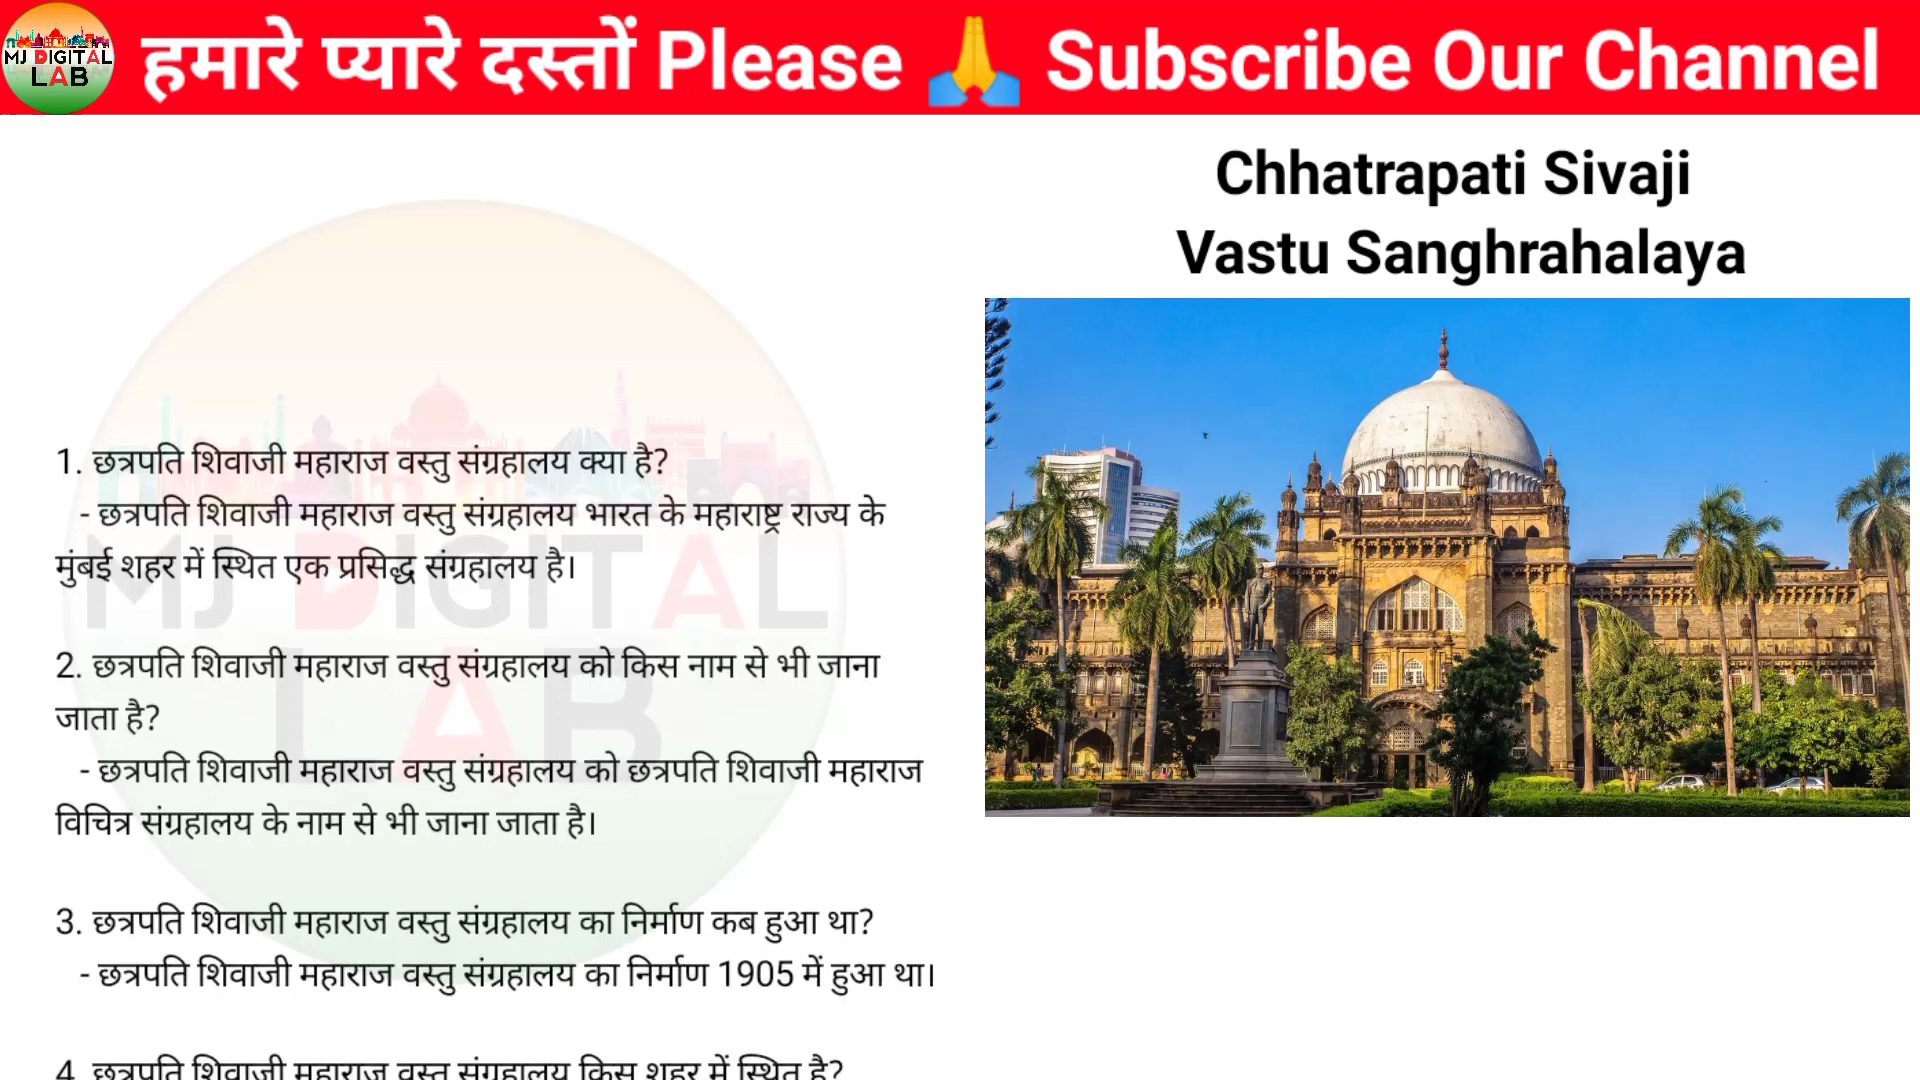 MJ DIGITAL
LAB
हमारे प्यारे दस्तों Please 🙏 Subscribe Our Channel
Chhatrapati Sivaji
Vastu Sanghrahalaya
1. छत्रपति शिवाजी महाराज वस्तु संग्रहालय क्या है?
- छत्रपति शिवाजी महाराज वस्तु संग्रहालय भारत के महाराष्ट्र राज्य के
मुंबई शहर में स्थित एक प्रसिद्ध संग्रहालय है।
2. छत्रपति शिवाजी महाराज वस्तु संग्रहालय को किस नाम से भी जाना
जाता है?
- छत्रपति शिवाजी महाराज वस्तु संग्रहालय को छत्रपति शिवाजी महाराज
विचित्र संग्रहालय के नाम से भी जाना जाता है।
3. छत्रपति शिवाजी महाराज वस्तु संग्रहालय का निर्माण कब हुआ था?
- छत्रपति शिवाजी महाराज वस्तु संग्रहालय का निर्माण 1905 में हुआ था।
4. छत्रपति शिवाजी महाराज वस्तु संग्रहालय किस शहर में स्थित है?
MJ DIGITAL
LAB